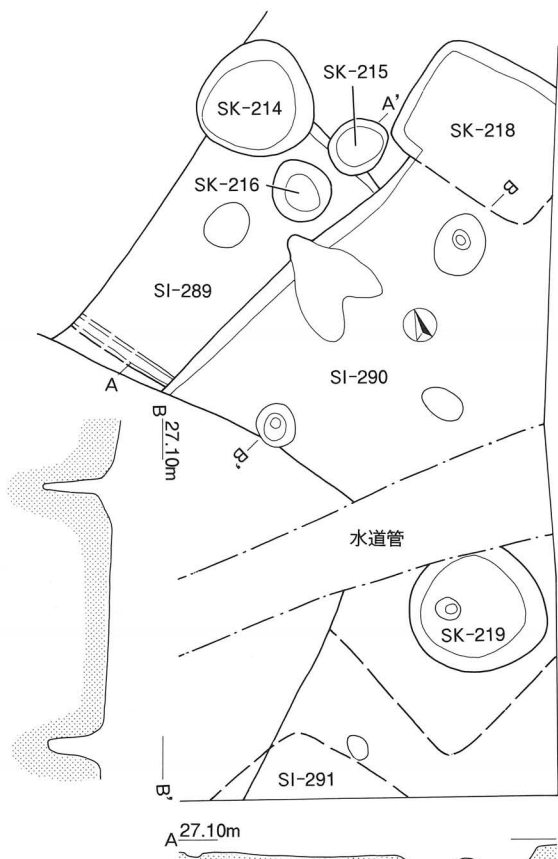 SK-215
A'
SK-214
SK-218
SK-216
B
SI-289
SI-290
A
B
27.10m
B'
水道管
SK-219
SI-291
B'
A
27.10m